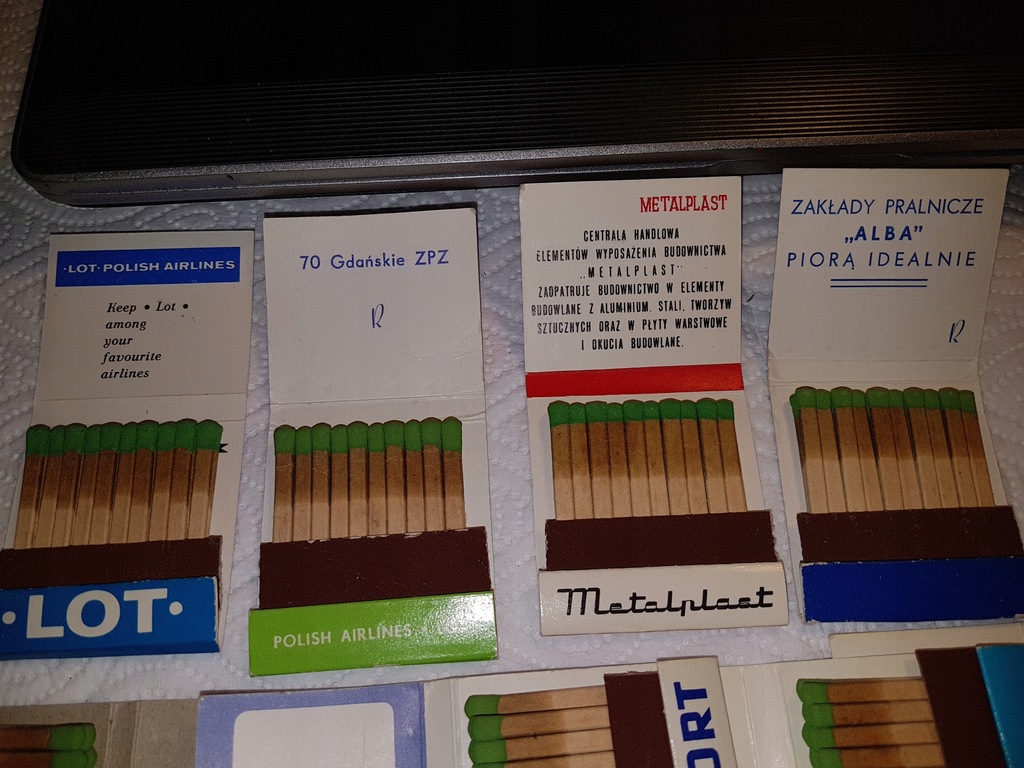 ·LOT·POLISH AIRLINES
Keep • Lot •
among
your
favourite
airlines
·LOT·
70 Gdańskie ZPZ
R
POLISH AIRLINES
METALPLAST
CENTRALA HANDLOWA
ELEMENTÓW WYPOSAŻENIA BUDOWNICTWA
„METALPLAST"
ZAOPATRUJE BUDOWNICTWO W ELEMENTY
BUDOWLANE Z ALUMINIUM, STALI, TWORZYW
SZTUCZNYCH ORAZ W PŁYTY WARSTWOWE
I OKUCIA BUDOWLANE.
Metalplast
ZAKŁADY PRALNICZE
„ALBA"
PIORĄ IDEALNIE
R
ORT